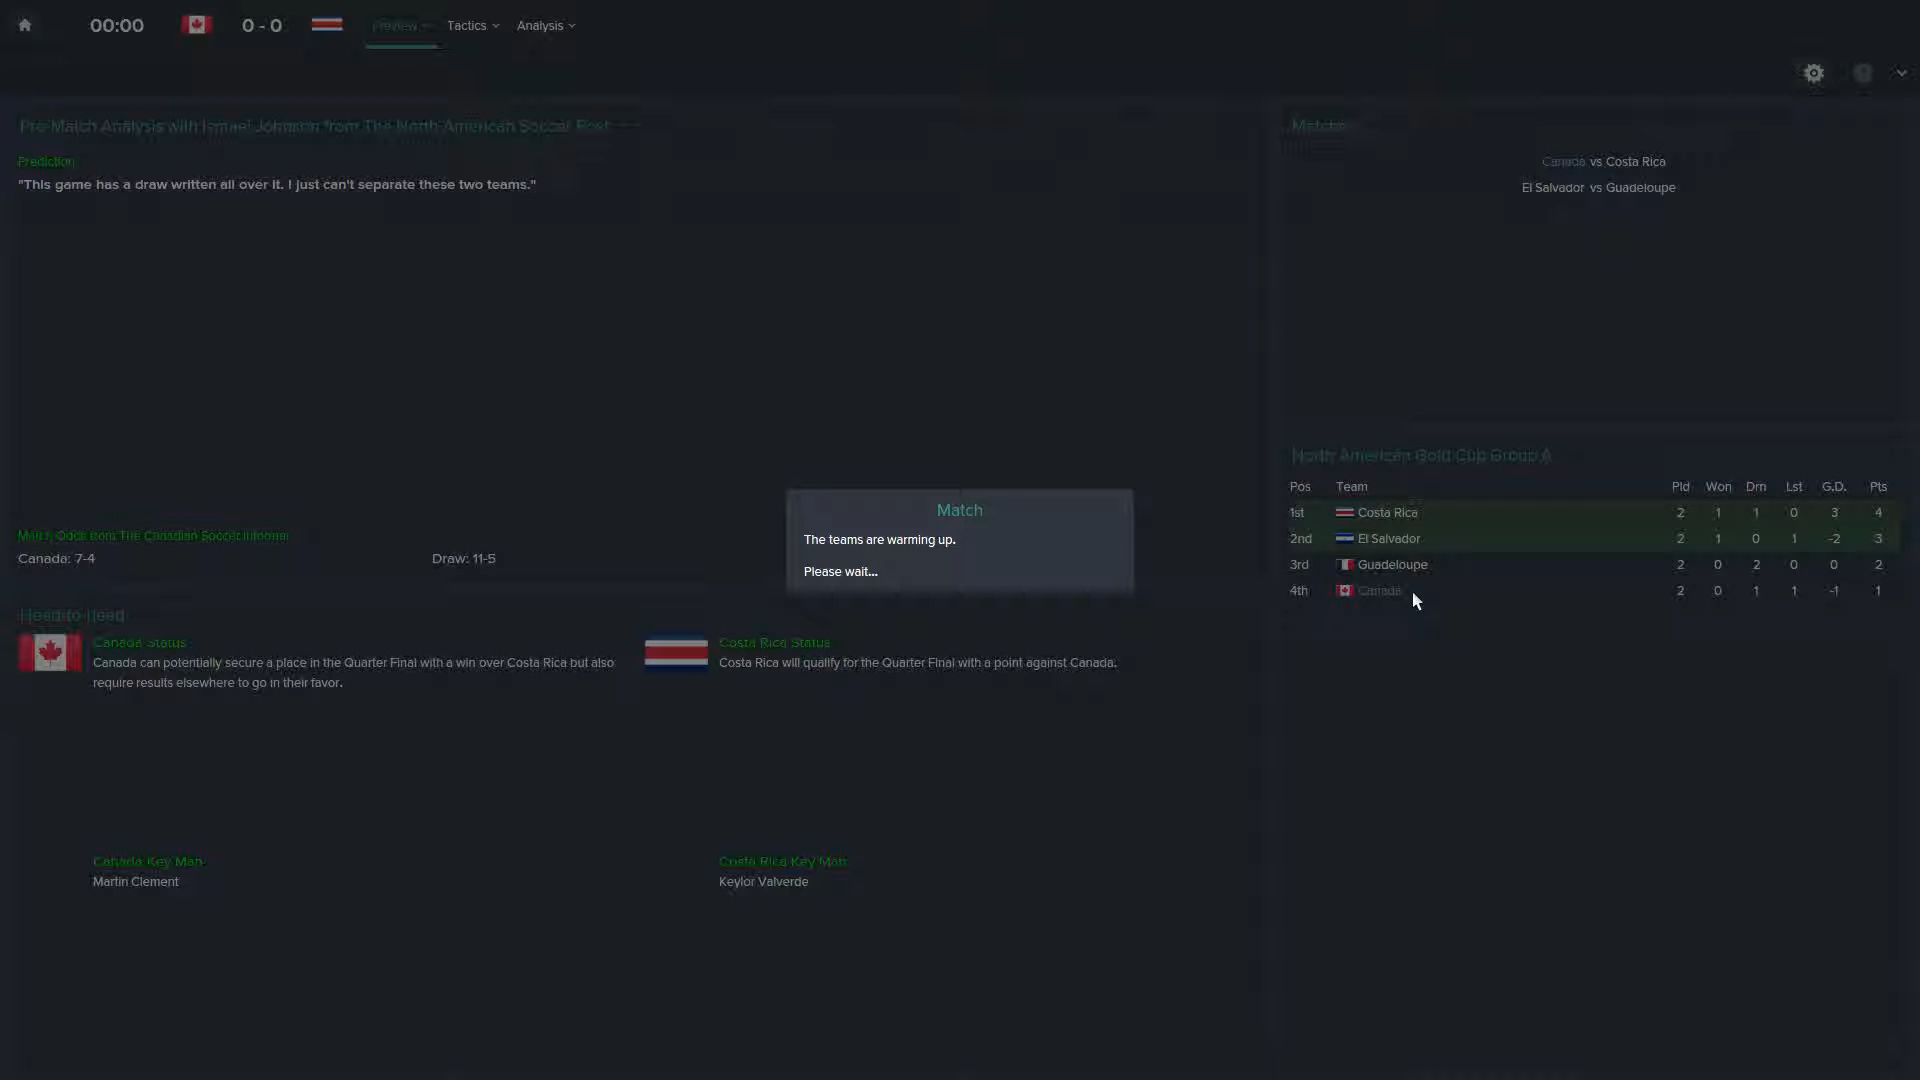 00:00 0 - 0 Preview Tactics Analysis
Pre-Match Analysis with Ismael Johnson from The North American Soccer Post
Prediction
"This game has a draw written all over it. I just can't separate these two teams."
Match Odds from The Canadian Soccer Informer
Canada: 7-4 Draw: 11-5
Head-to-Head
Canada Status
Canada can potentially secure a place in the Quarter Final with a win over Costa Rica but also
require results elsewhere to go in their favor.
Costa Rica Status
Costa Rica will qualify for the Quarter Final with a point against Canada.
Canada Key Man
Martin Clement
Costa Rica Key Man
Keylor Valverde
Match
The teams are warming up.
Please wait...
Matches
Canada vs Costa Rica
El Salvador vs Guadeloupe
North American Gold Cup Group A
Pos Team Pld Won Drn Lst G.D. Pts
1st Costa Rica 2 1 1 0 3 4
2nd El Salvador 2 1 0 1 -2 3
3rd Guadeloupe 2 0 2 0 0 2
4th Canada 2 0 1 1 -1 1